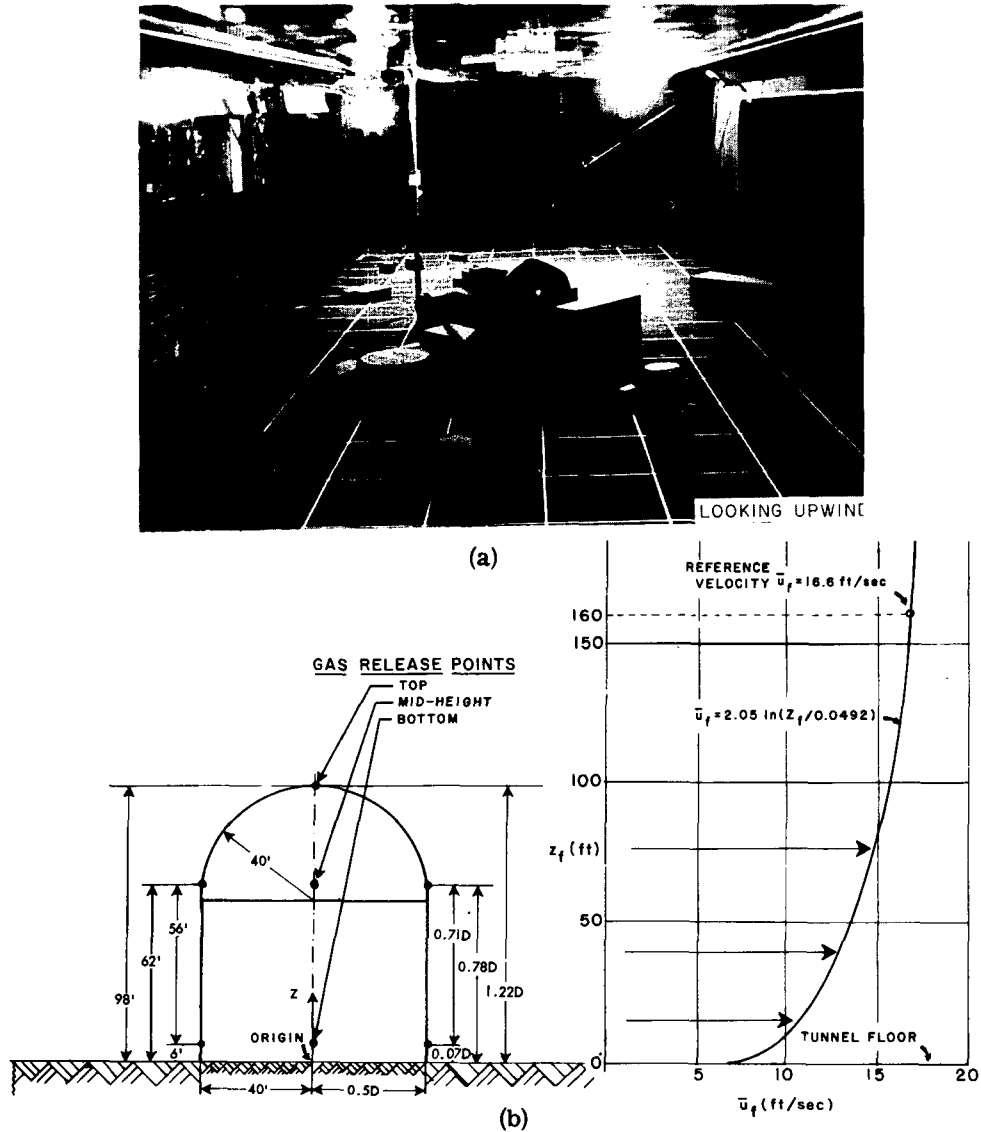 LOOKING UPWIND
(a)
REFERENCE
VELOCITY ū_f=16.6 ft/sec
160
150
ū_f=2.05 ln(Z_f/0.0492)
100
z_f (ft)
50
TUNNEL FLOOR
0
5
10
15
20
ū_f (ft/sec)
GAS RELEASE POINTS
TOP
MID-HEIGHT
BOTTOM
40'
56'
62'
98'
6'
0.71D
0.78D
1.22D
0.07D
Z
ORIGIN
40'
0.5D
(b)